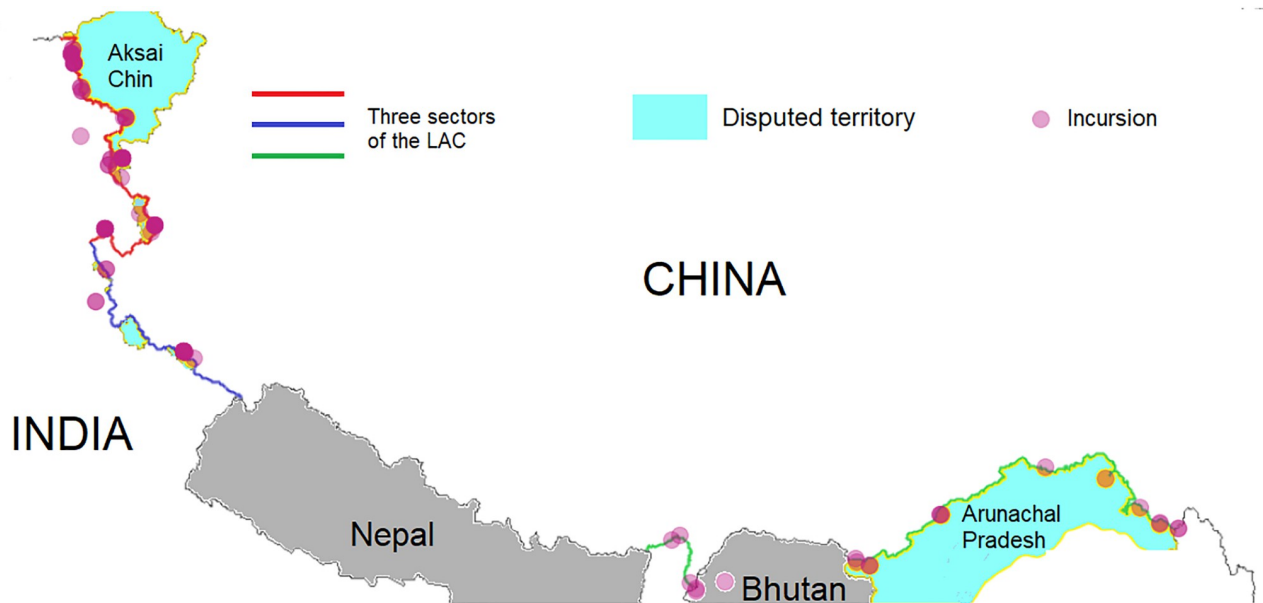 Aksai
Chin
Three sectors
of the LAC
Disputed territory
Incursion
CHINA
INDIA
Nepal
Bhutan
Arunachal
Pradesh